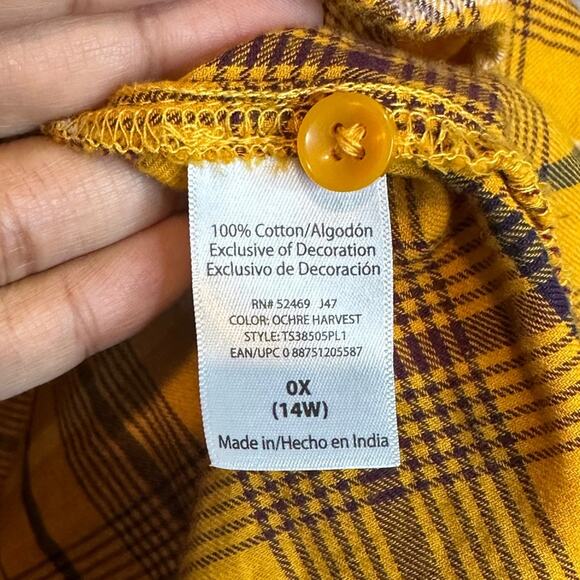 100% Cotton/Algodón
Exclusive of Decoration
Exclusivo de Decoración
RN# 52469 J47
COLOR: OCHRE HARVEST
STYLE: TS38505PL1
EAN/UPC 0 88751205587
0X
(14W)
Made in/Hecho en India